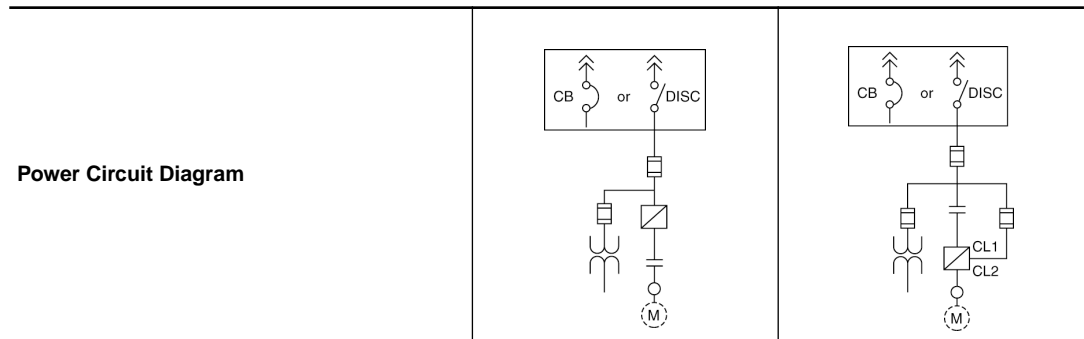 Power Circuit Diagram
CB or DISC
M
CB or DISC
CL1
CL2
M